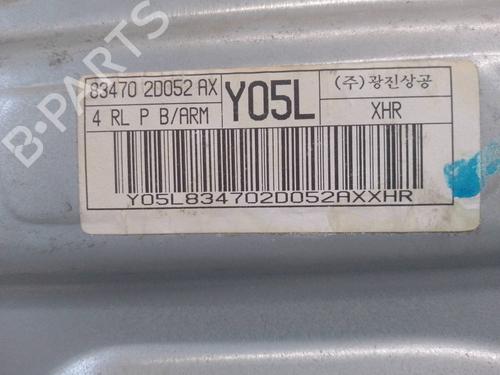 B-PARTS
83470 2D052 AX
Y05L
(주)광진상공
4 RL P B/ARM
XHR
Y05L834702D052AXXHR